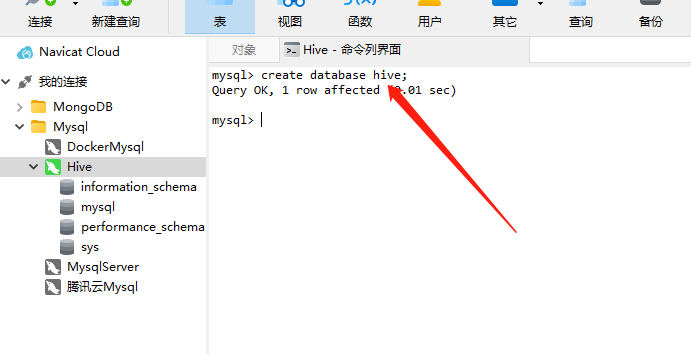 连接
新建查询
表
视图
函数
用户
其它
查询
备份
Navicat Cloud
我的连接
MongoDB
Mysql
DockerMysql
Hive
information_schema
mysql
performance_schema
sys
MysqlServer
腾讯云Mysql
对象
Hive - 命令列界面
mysql> create database hive;
Query OK, 1 row affected .01 sec)
mysql>